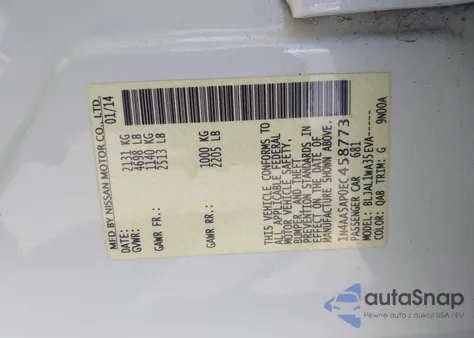 MFD BY NISSAN MOTOR CO., LTD.
DATE: 01/14
GVWR: 2131 KG
4698 LB
GAWR FR: 1140 KG
2513 LB
GAWR RR: 1000 KG
2205 LB
THIS VEHICLE CONFORMS TO
ALL APPLICABLE FEDERAL
MOTOR VEHICLE SAFETY,
BUMPER AND THEFT
PREVENTION STANDARDS IN
EFFECT ON THE DATE OF
MANUFACTURE SHOWN ABOVE.
1N4AA5AP0EC458773
PASSENGER CAR 681
MODEL: BLJALIWA35EVA-----
COLOR: QAB TRIM: G 9N00A
autoSnap
Pewne auta z aukcji USA i EU